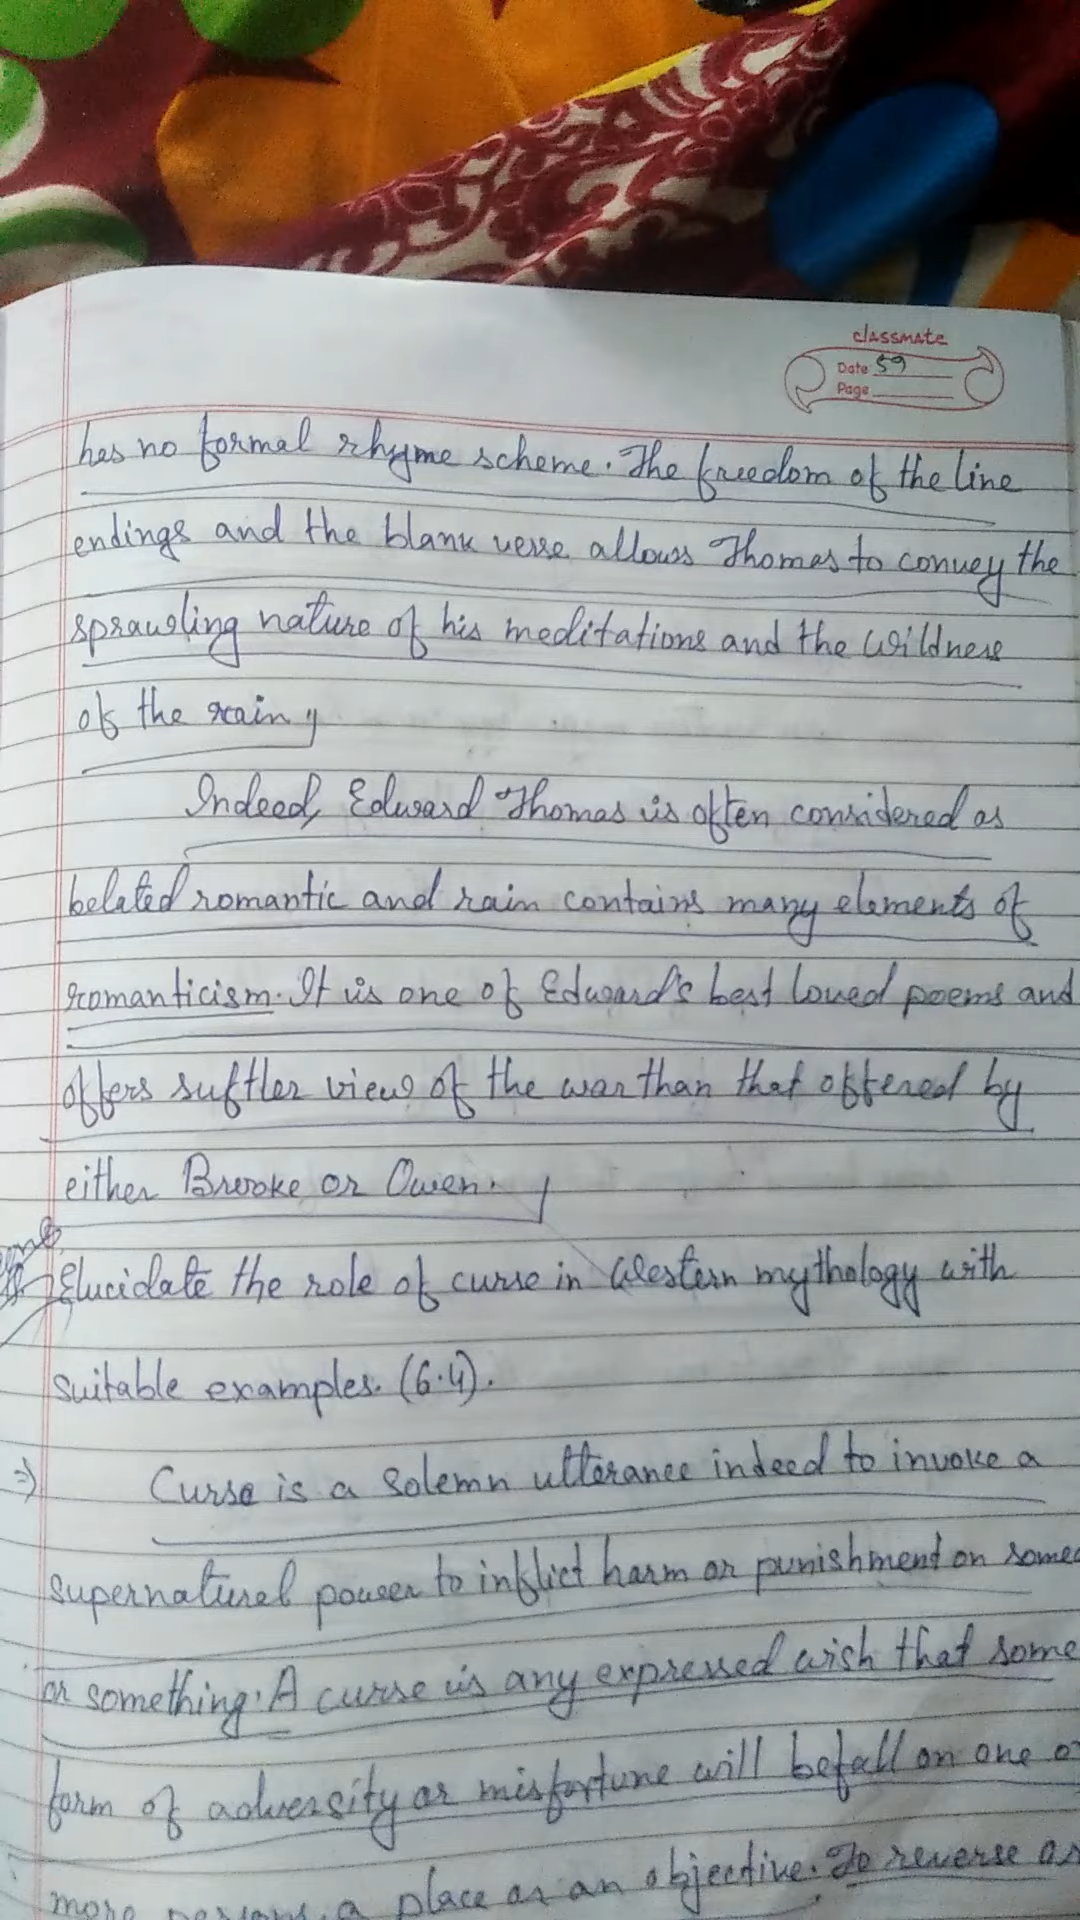 classmate
Date 59
Page
has no formal rhyme scheme. The freedom of the line
endings and the blank verse allows Thomas to convey the
sprawling nature of his meditations and the wildness
of the rain
Indeed, Edward Thomas is often considered as
belated romantic and rain contains many elements of
romanticism. It is one of Edward's best loved poems and
offers suftler view of the war than that offered by
either Brooke or Owen.
Elucidate the role of curse in Western mythology with
suitable examples. (6.4).
⇒ Curse is a solemn utterance indeed to invoke a
supernatural power to inflict harm or punishment on some
or something. A curse is any expressed wish that some
form of adversity or misfortune will befall on one or
more persons, a place or an objective. To reverse or